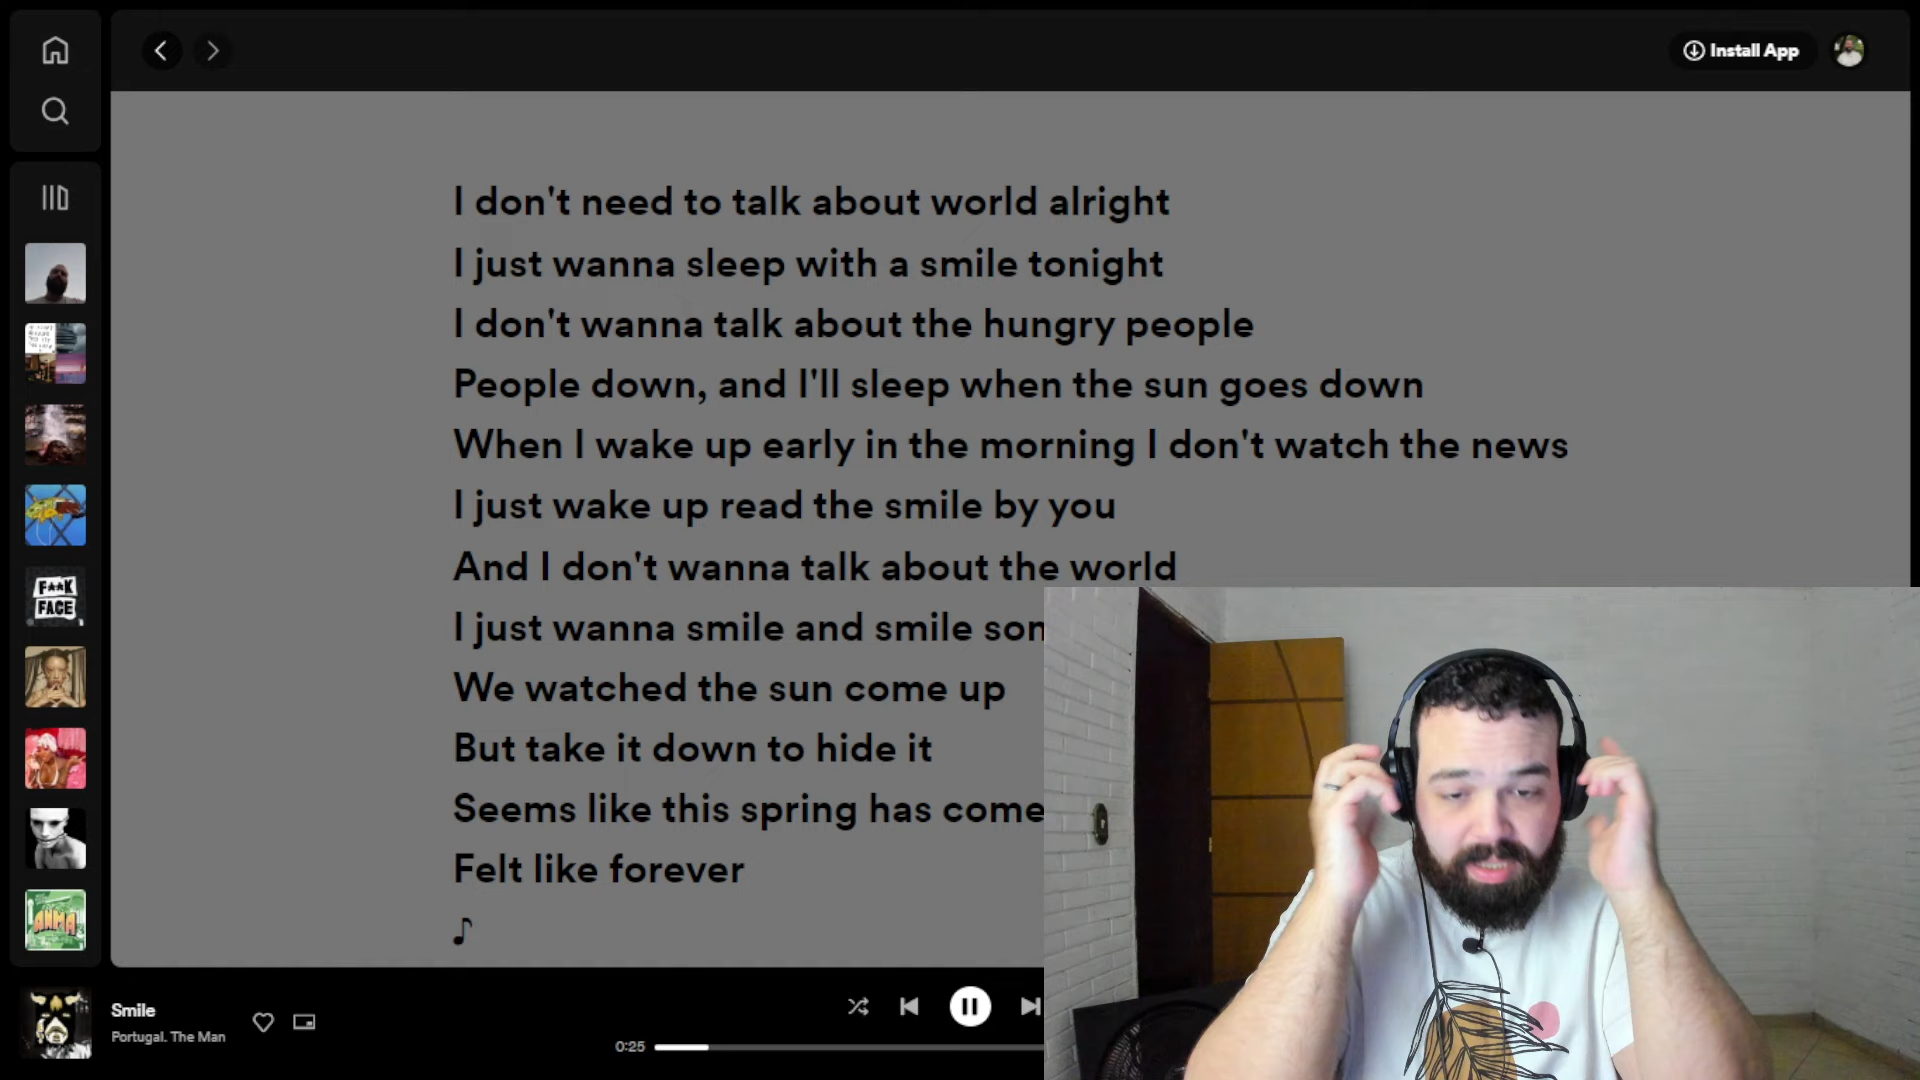 Install App
I don't need to talk about world alright
I just wanna sleep with a smile tonight
I don't wanna talk about the hungry people
People down, and I'll sleep when the sun goes down
When I wake up early in the morning I don't watch the news
I just wake up read the smile by you
And I don't wanna talk about the world
I just wanna smile and smile son
We watched the sun come up
But take it down to hide it
Seems like this spring has come
Felt like forever
♪
F**K
FACE
ANMA
Smile
Portugal. The Man
0:25